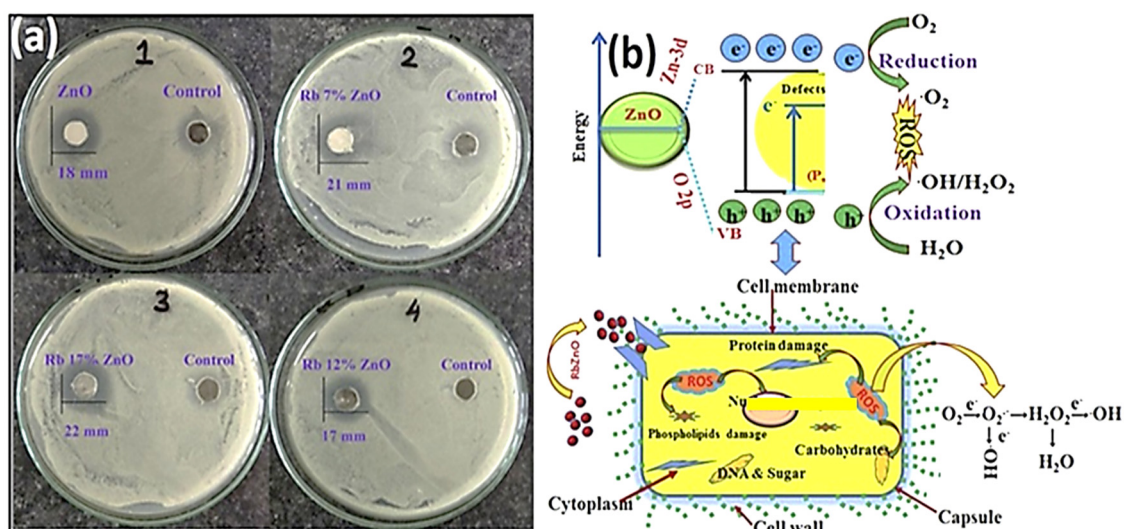 (a)
1
ZnO
Control
18 mm
2
Rb 7% ZnO
Control
21 mm
3
Rb 17% ZnO
Control
22 mm
4
Rb 12% ZnO
Control
17 mm
(b)
Energy
ZnO
Zn-3d
CB
O 2p
VB
e-
e-
e-
e-
e-
Defects
h+
h+
h+
h+
O2
Reduction
·O2
ROS
·OH/H2O2
Oxidation
H2O
Cell membrane
RbZnO
Protein damage
ROS
ROS
Phospholipids damage
Carbohydrate
DNA & Sugar
Cytoplasm
Cell wall
Capsule
O2 e- O2·- H2O2 e- ·OH
e-
·OH
H2O